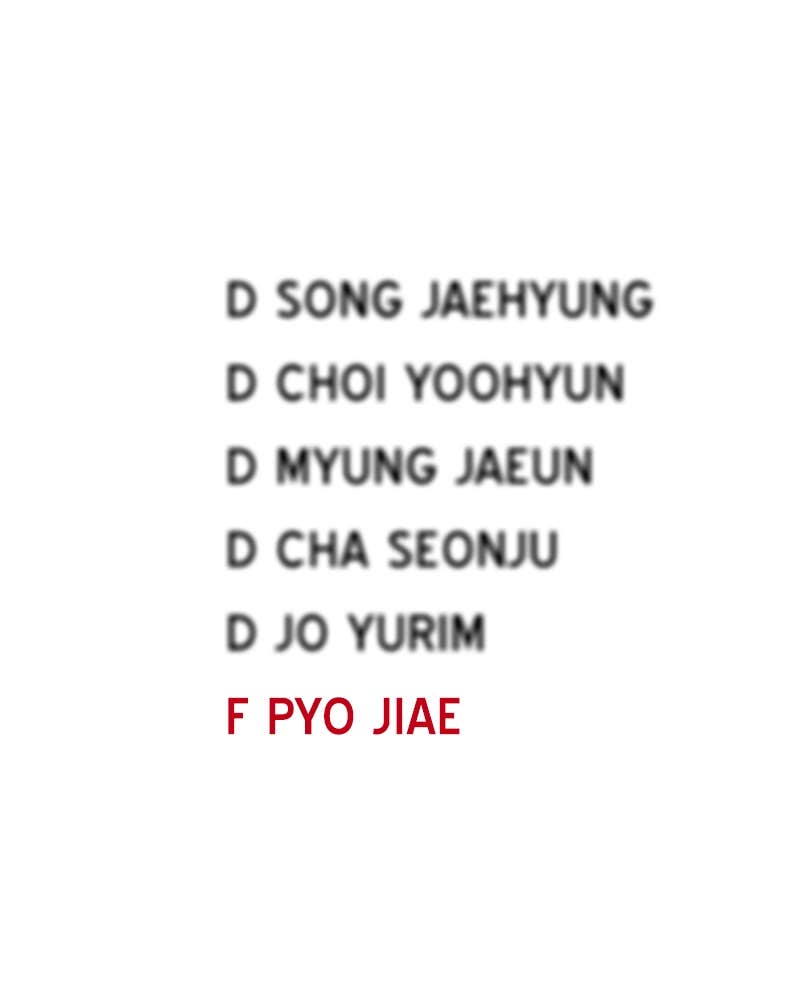 D SONG JAEHYUNG
D CHOI YOOHYUN
D MYUNG JAEUN
D CHA SEONJU
D JO YURIM
F PYO JIAE